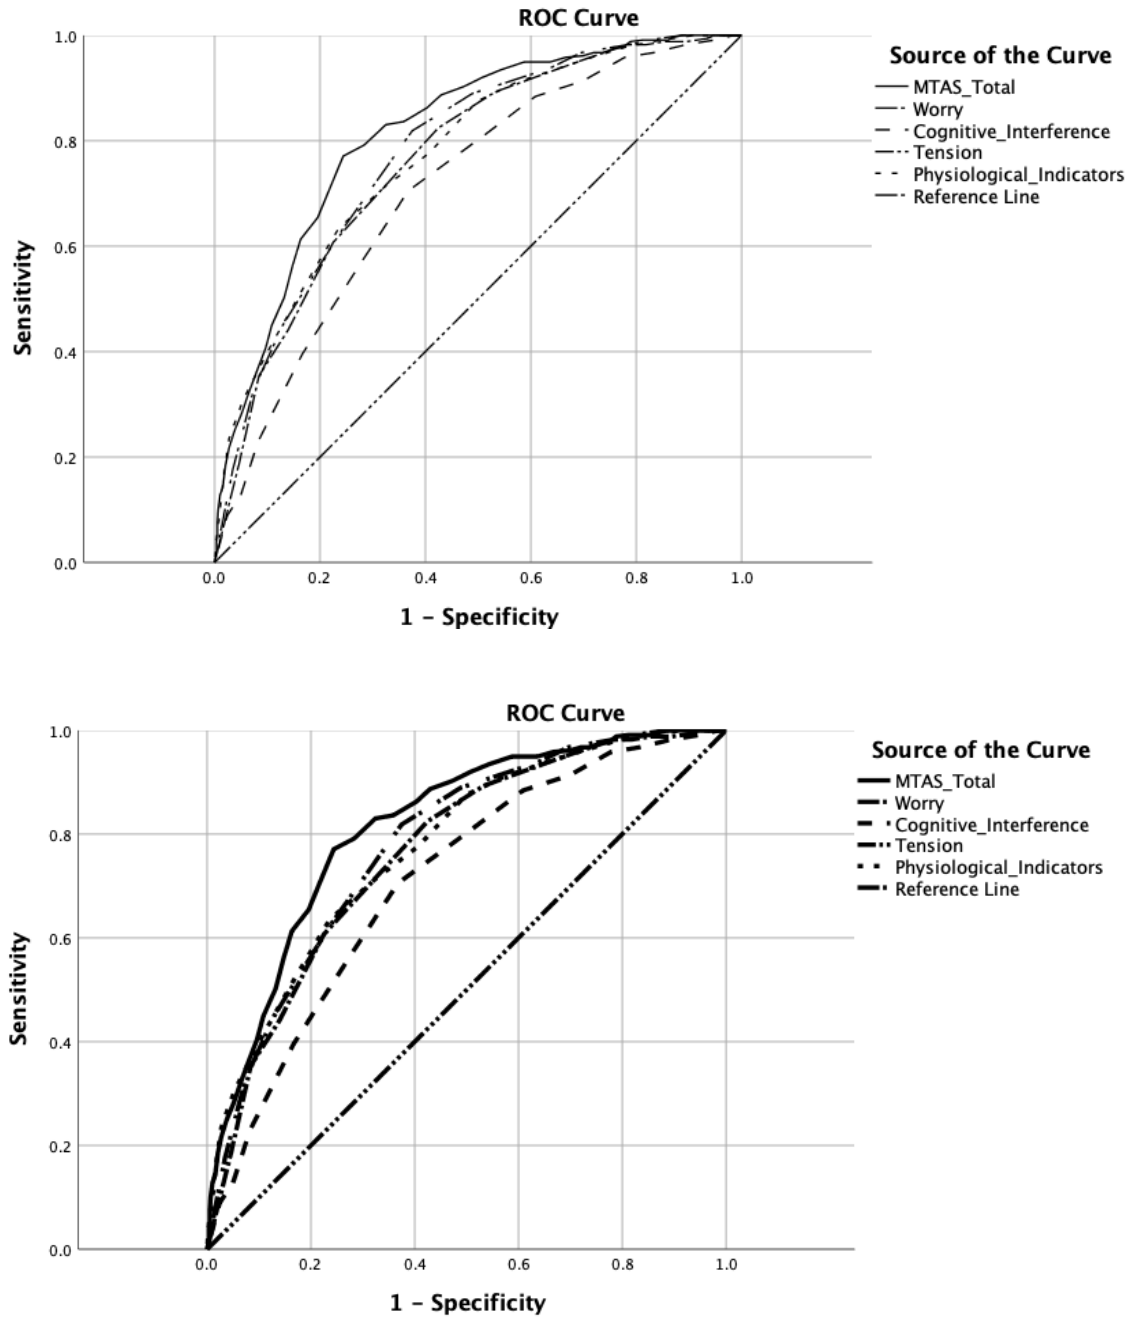 ROC Curve
1.0
0.8
0.6
0.4
0.2
0.0
Sensitivity
0.0 0.2 0.4 0.6 0.8 1.0
1 – Specificity
Source of the Curve
MTAS_Total
Worry
Cognitive_Interference
Tension
Physiological_Indicators
Reference Line
ROC Curve
1.0
0.8
0.6
0.4
0.2
0.0
Sensitivity
0.0 0.2 0.4 0.6 0.8 1.0
1 – Specificity
Source of the Curve
MTAS_Total
Worry
Cognitive_Interference
Tension
Physiological_Indicators
Reference Line